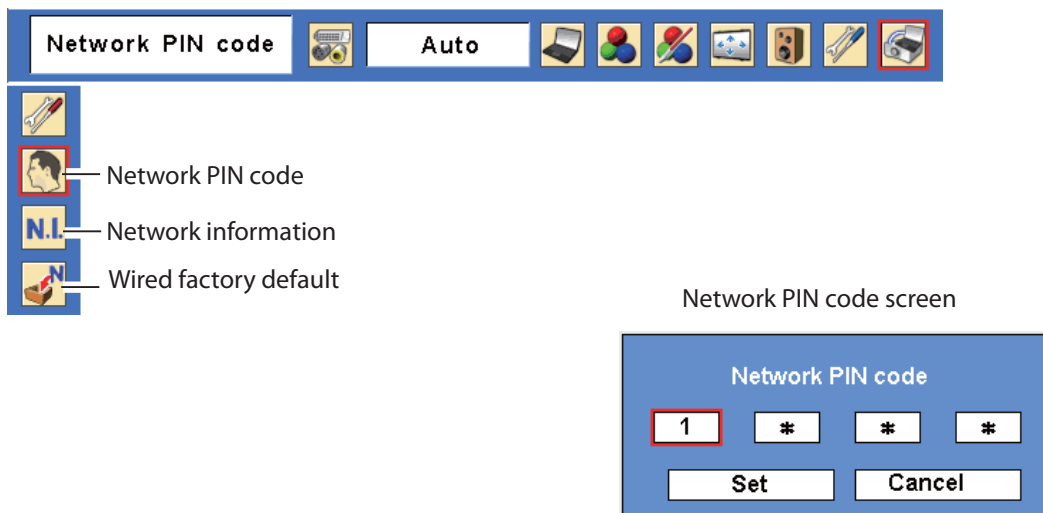 Network PIN code
Auto
Network PIN code
N.I.
Network information
N
Wired factory default
Network PIN code screen
Network PIN code
1 * * *
Set Cancel